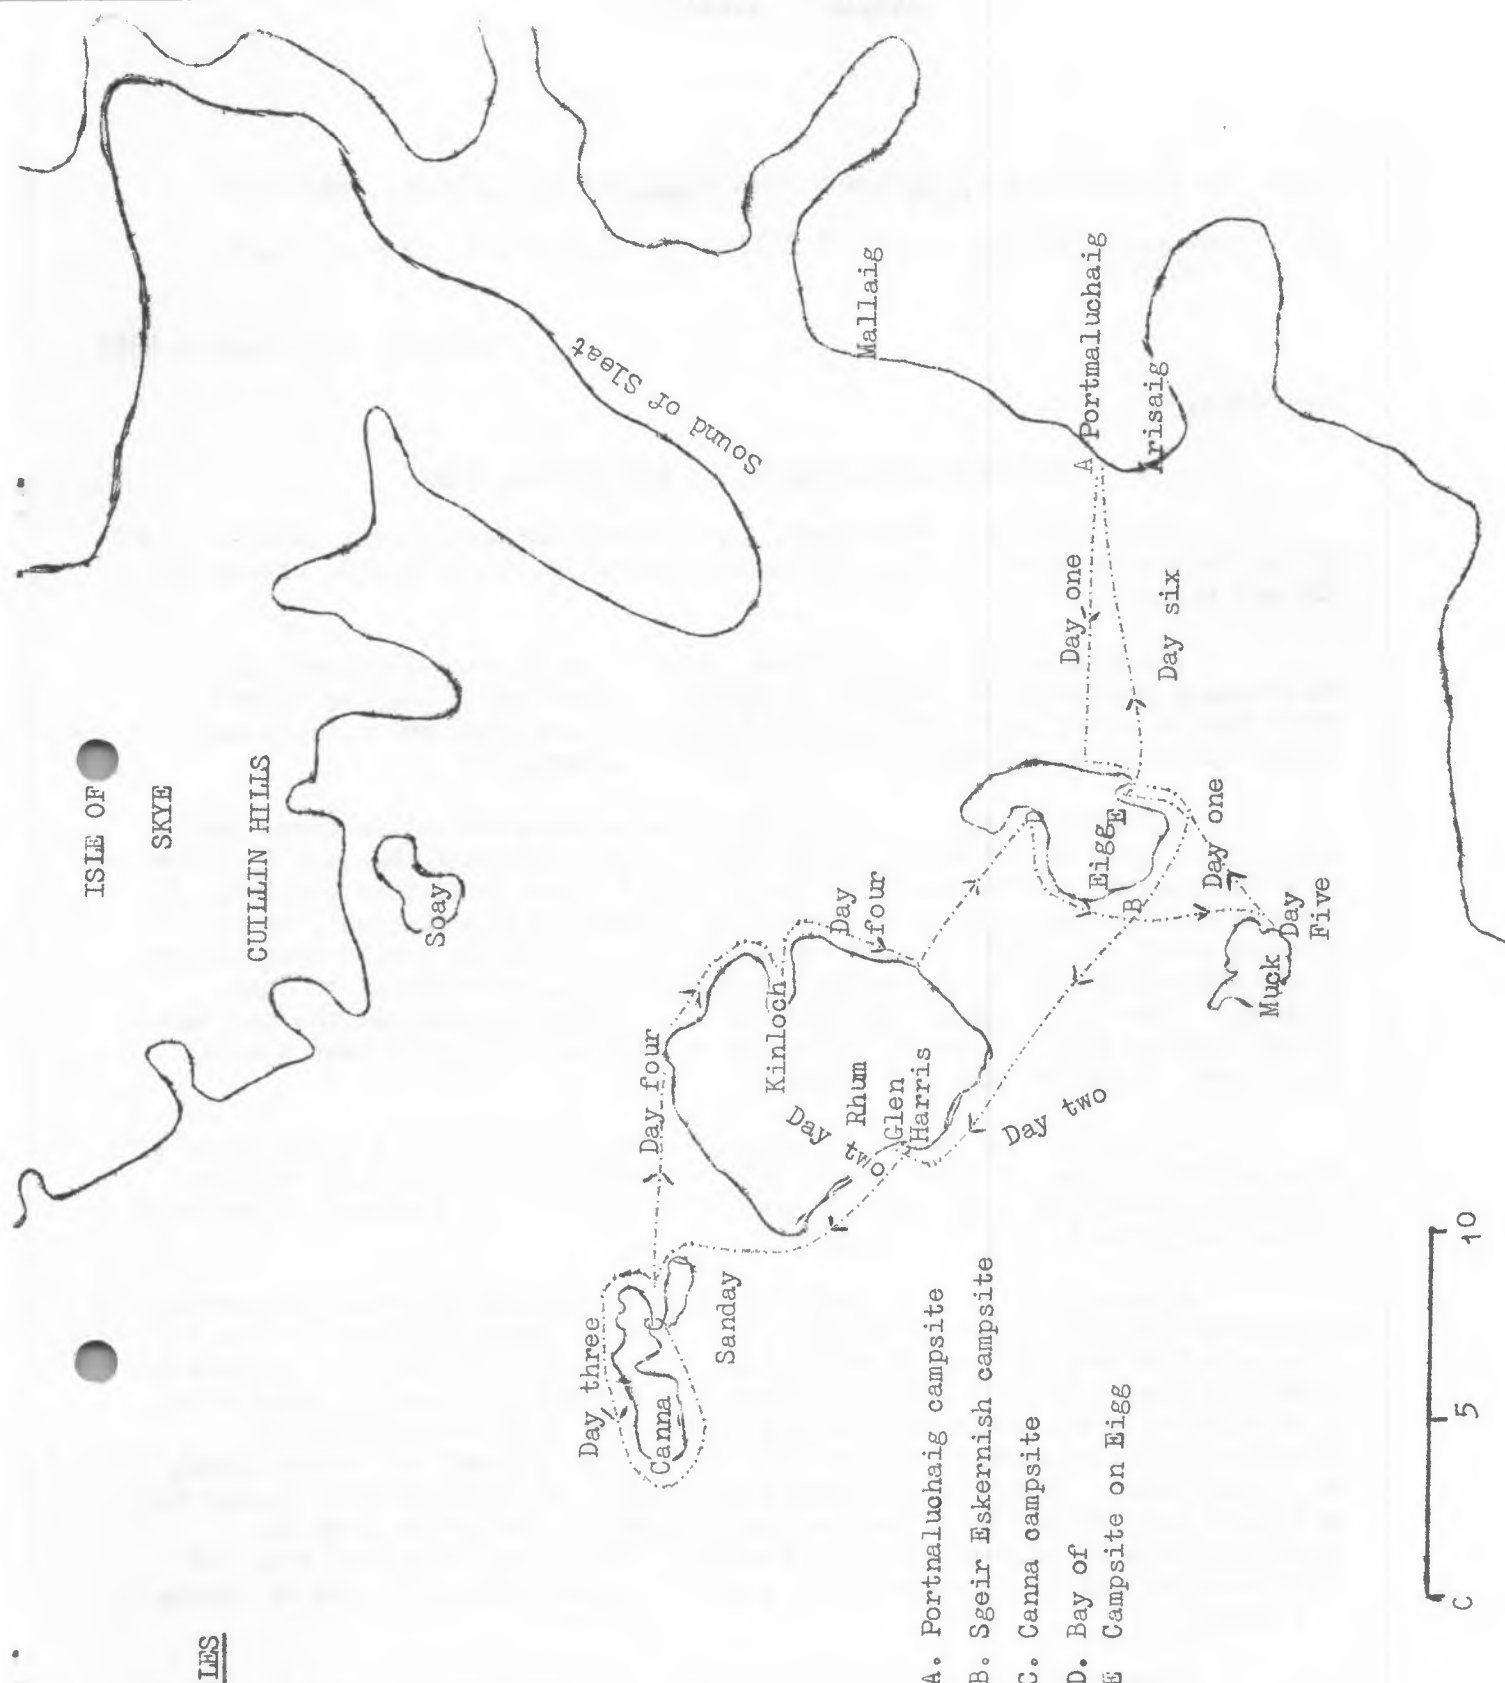 LES
ISLE OF
SKYE
CUILLIN HILLS
Soay
Sound of Sleat
Mallaig
A Portmaluchaig
Arisaig
Day one
Day six
Eigg
E
D
B
Day one
Day
Five
Muck
Day
four
Kinloch
Rhum
Glen
Harris
Day two
Day two
Day four
Sanday
Day three
Canna
C
A. Portnaluchaig campsite
B. Sgeir Eskernish campsite
C. Canna campsite
D. Bay of
E Campsite on Eigg
5
10